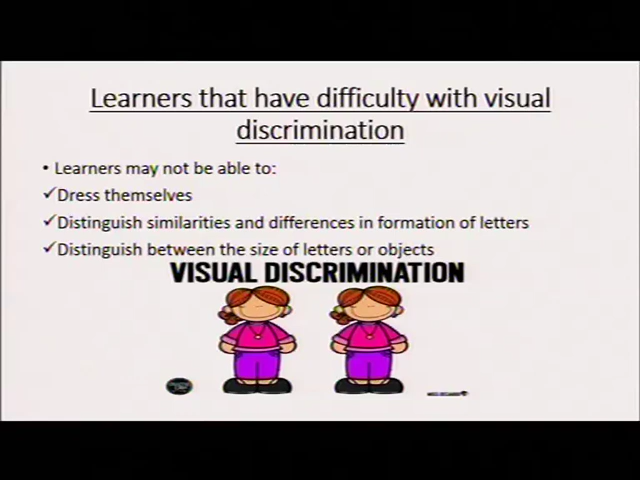 Learners that have difficulty with visual
discrimination
• Learners may not be able to:
✓Dress themselves
✓Distinguish similarities and differences in formation of letters
✓Distinguish between the size of letters or objects
VISUAL DISCRIMINATION